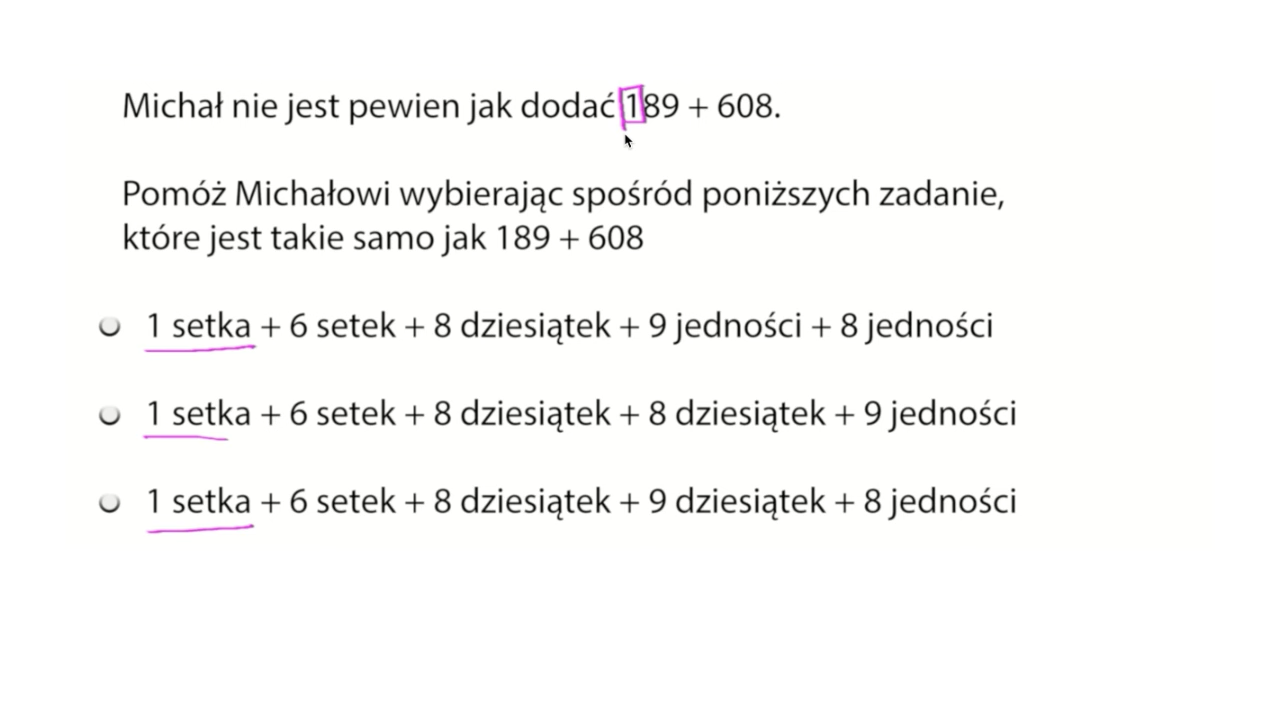 Michał nie jest pewien jak dodać 189 + 608.
Pomóż Michałowi wybierając spośród poniższych zadanie,
które jest takie samo jak 189 + 608
1 setka + 6 setek + 8 dziesiątek + 9 jedności + 8 jedności
1 setka + 6 setek + 8 dziesiątek + 8 dziesiątek + 9 jedności
1 setka + 6 setek + 8 dziesiątek + 9 dziesiątek + 8 jedności